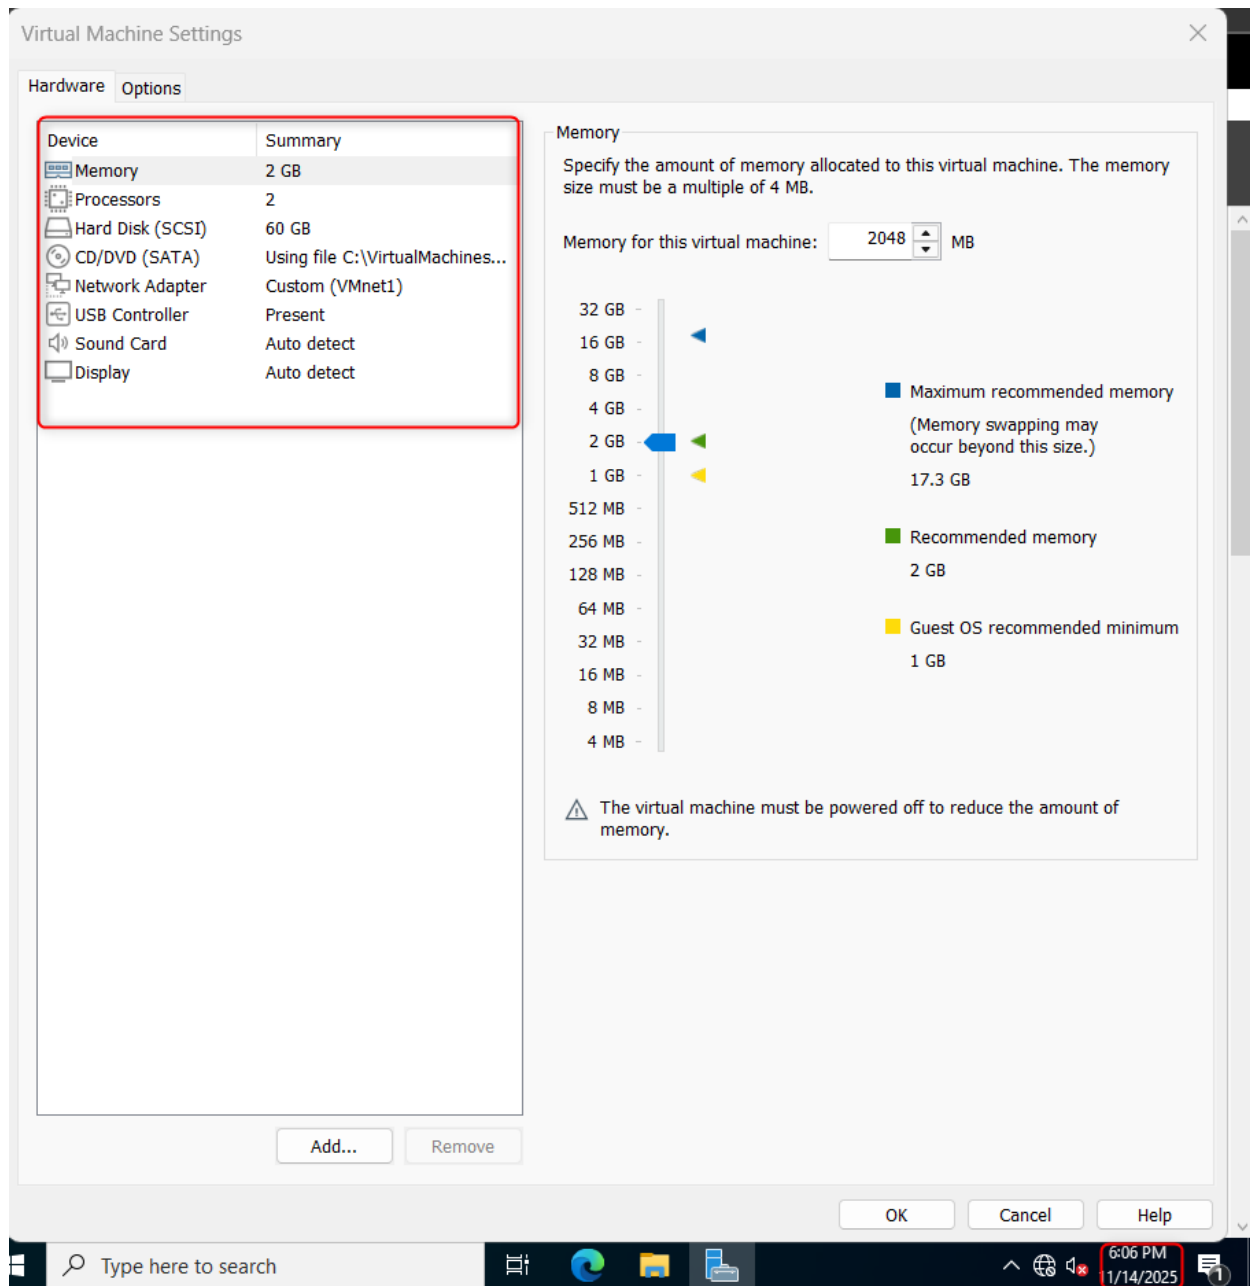 Virtual Machine Settings
Hardware Options
Device Summary
Memory 2 GB
Processors 2
Hard Disk (SCSI) 60 GB
CD/DVD (SATA) Using file C:\VirtualMachines...
Network Adapter Custom (VMnet1)
USB Controller Present
Sound Card Auto detect
Display Auto detect
Add... Remove
Memory
Specify the amount of memory allocated to this virtual machine. The memory
size must be a multiple of 4 MB.
Memory for this virtual machine: 2048 MB
32 GB
16 GB
8 GB
4 GB
2 GB
1 GB
512 MB
256 MB
128 MB
64 MB
32 MB
16 MB
8 MB
4 MB
Maximum recommended memory
(Memory swapping may
occur beyond this size.)
17.3 GB
Recommended memory
2 GB
Guest OS recommended minimum
1 GB
The virtual machine must be powered off to reduce the amount of
memory.
OK Cancel Help
Type here to search
6:06 PM
11/14/2025
1